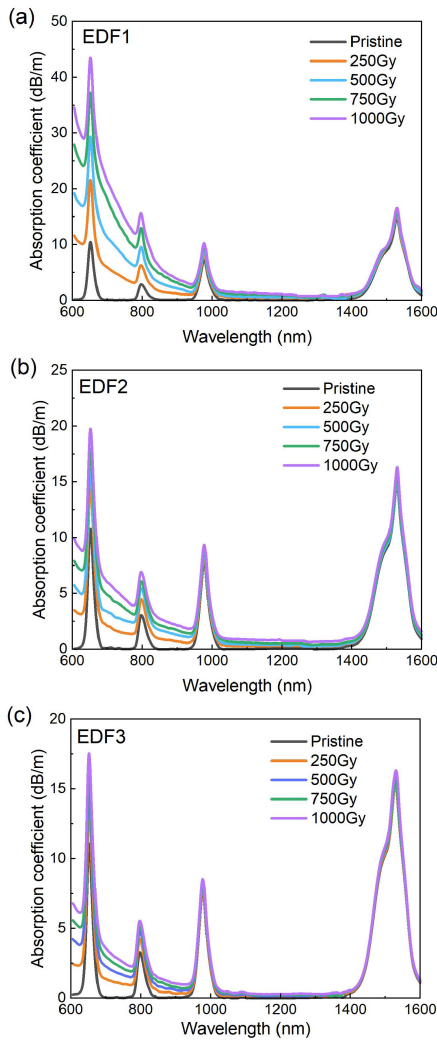 (a)
EDF1
Pristine
250Gy
500Gy
750Gy
1000Gy
Absorption coefficient (dB/m)
50
40
30
20
10
0
600 800 1000 1200 1400 1600
Wavelength (nm)
(b)
EDF2
Pristine
250Gy
500Gy
750Gy
1000Gy
Absorption coefficient (dB/m)
25
20
15
10
5
0
600 800 1000 1200 1400 1600
Wavelength (nm)
(c)
EDF3
Pristine
250Gy
500Gy
750Gy
1000Gy
Absorption coefficient (dB/m)
20
15
10
5
0
600 800 1000 1200 1400 1600
Wavelength (nm)